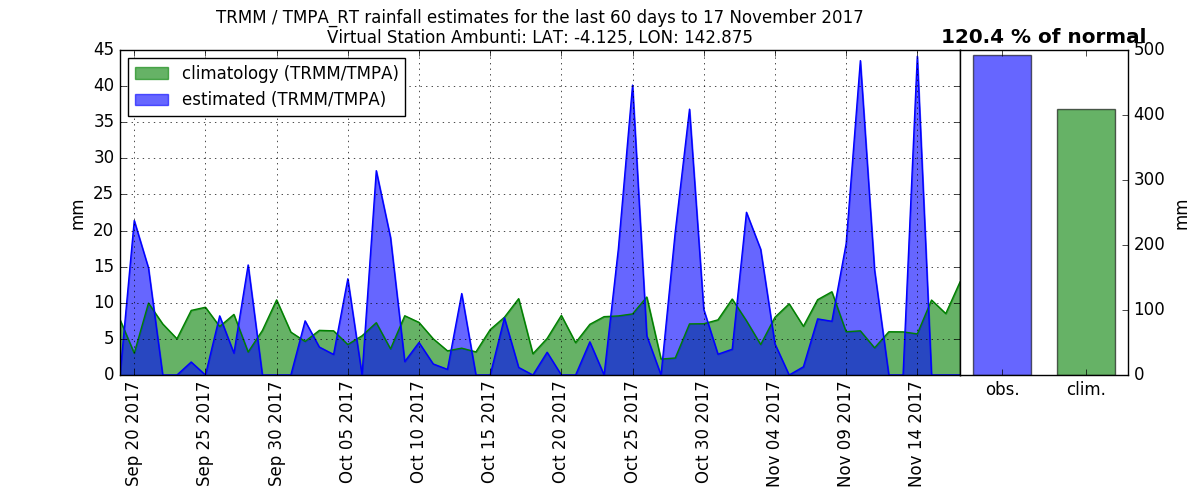 TRMM / TMPA_RT rainfall estimates for the last 60 days to 17 November 2017
Virtual Station Ambunti: LAT: -4.125, LON: 142.875
120.4 % of normal
climatology (TRMM/TMPA)
estimated (TRMM/TMPA)
mm
45
40
35
30
25
20
15
10
5
0
Sep 20 2017
Sep 25 2017
Sep 30 2017
Oct 05 2017
Oct 10 2017
Oct 15 2017
Oct 20 2017
Oct 25 2017
Oct 30 2017
Nov 04 2017
Nov 09 2017
Nov 14 2017
obs.
clim.
500
400
300
200
100
0
mm